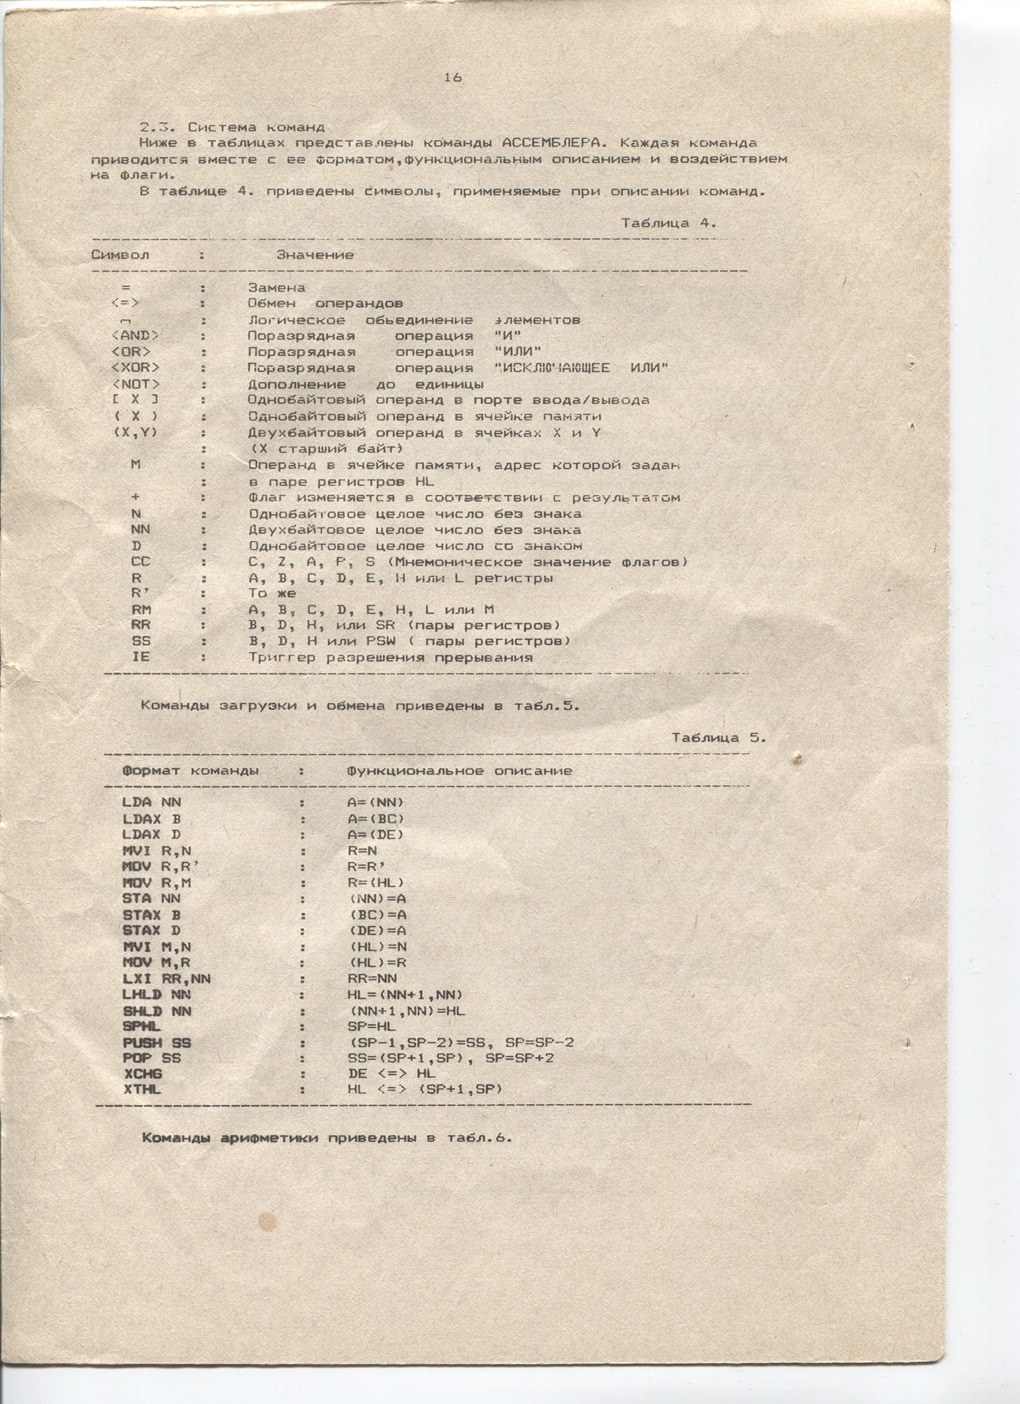 16
2.3. Система команд
Ниже в таблицах представлены команды АССЕМБЛЕРА. Каждая команда
приводится вместе с ее форматом,функциональным описанием и воздействием
на флаги.
В таблице 4. приведены символы, применяемые при описании команд.
Таблица 4.
Символ : Значение
= : Замена
<=> : Обмен операндов
¬ : Логическое обьединение элементов
<AND> : Поразрядная операция "И"
<OR> : Поразрядная операция "ИЛИ"
<XOR> : Поразрядная операция "ИСКЛЮЧАЮЩЕЕ ИЛИ"
<NOT> : Дополнение до единицы
[ X ] : Однобайтовый операнд в порте ввода/вывода
( X ) : Однобайтовый операнд в ячейке памяти
(X,Y) : Двухбайтовый операнд в ячейках X и Y
: (X старший байт)
M : Операнд в ячейке памяти, адрес которой задан
: в паре регистров HL
+ : Флаг изменяется в соответствии с результатом
N : Однобайтовое целое число без знака
NN : Двухбайтовое целое число без знака
D : Однобайтовое целое число со знаком
CC : C, Z, A, P, S (Мнемоническое значение флагов)
R : A, B, C, D, E, H или L регистры
R' : То же
RM : A, B, C, D, E, H, L или M
RR : B, D, H, или SR (пары регистров)
SS : B, D, H или PSW ( пары регистров)
IE : Триггер разрешения прерывания
Команды загрузки и обмена приведены в табл.5.
Таблица 5.
Формат команды : Функциональное описание
LDA NN : A=(NN)
LDAX B : A=(BC)
LDAX D : A=(DE)
MVI R,N : R=N
MOV R,R' : R=R'
MOV R,M : R=(HL)
STA NN : (NN)=A
STAX B : (BC)=A
STAX D : (DE)=A
MVI M,N : (HL)=N
MOV M,R : (HL)=R
LXI RR,NN : RR=NN
LHLD NN : HL=(NN+1,NN)
SHLD NN : (NN+1,NN)=HL
SPHL : SP=HL
PUSH SS : (SP-1,SP-2)=SS, SP=SP-2
POP SS : SS=(SP+1,SP), SP=SP+2
XCHG : DE <=> HL
XTHL : HL <=> (SP+1,SP)
Команды арифметики приведены в табл.6.